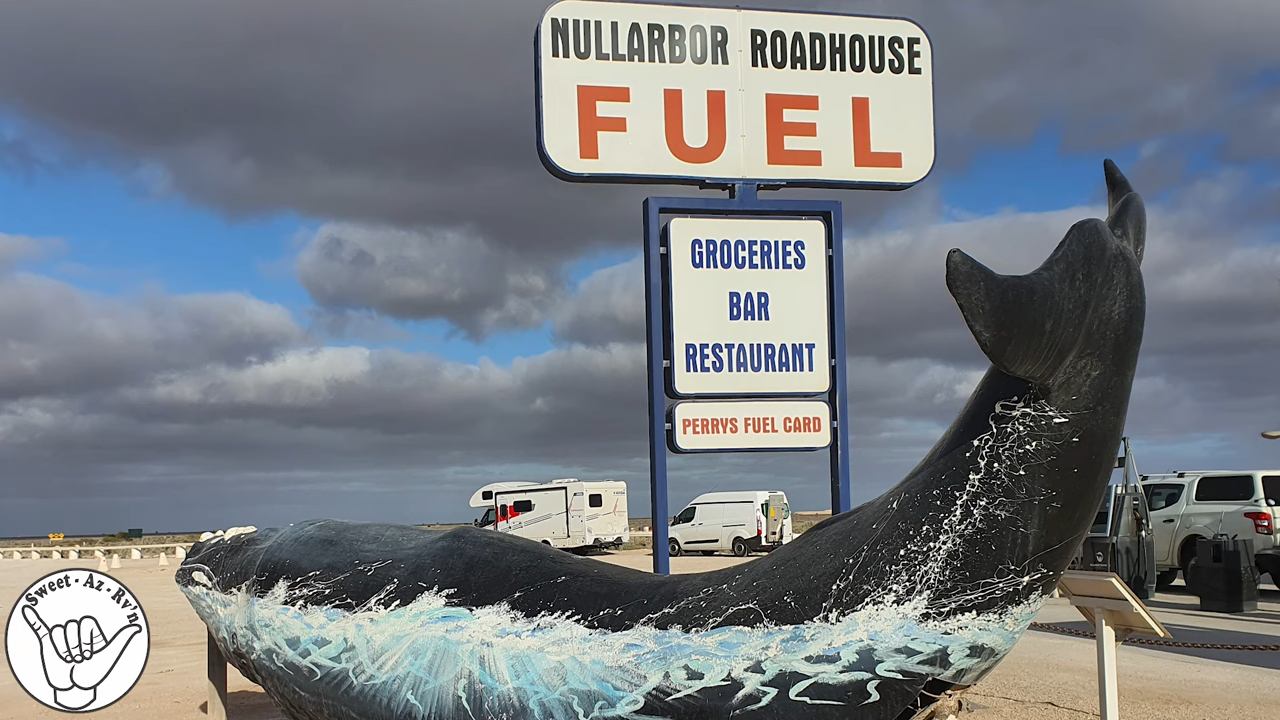 NULLARBOR ROADHOUSE
FUEL
GROCERIES
BAR
RESTAURANT
PERRYS FUEL CARD
Sweet - Az - Rv'n